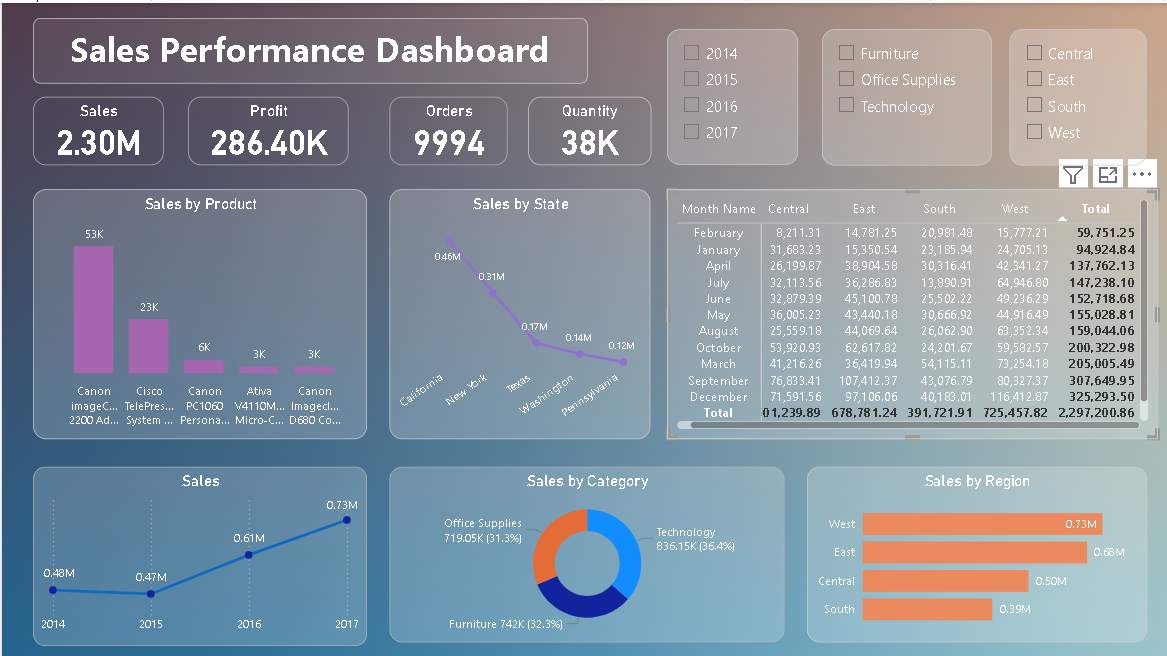 Sales Performance Dashboard
Sales
2.30M
Profit
286.40K
Orders
9994
Quantity
38K
2014
2015
2016
2017
Furniture
Office Supplies
Technology
Central
East
South
West
Sales by Product
53K
23K
6K
3K
3K
Canon
imageC...
2200 Ad...
Cisco
TelePres...
System ...
Canon
PC1060
Persona...
Ativa
V4110M...
Micro-C...
Canon
Imagecl...
D680 Co...
Sales by State
0.46M
0.31M
0.17M
0.14M
0.12M
California
New York
Texas
Washington
Pennsylvania
Month Name Central East South West Total
February 8,211.31 14,781.25 20,981.48 15,777.21 59,751.25
January 31,683.23 15,350.54 23,185.94 24,705.13 94,924.84
April 26,199.87 38,904.58 30,316.41 42,341.27 137,762.13
July 32,113.56 36,286.83 13,890.91 64,946.80 147,238.10
June 32,879.39 45,100.78 25,502.22 49,236.29 152,718.68
May 36,005.23 43,440.18 30,666.92 44,916.49 155,028.81
August 25,559.18 44,069.64 26,062.90 63,352.34 159,044.06
October 53,920.93 62,617.82 24,201.67 59,582.57 200,322.98
March 41,216.26 36,419.94 54,115.11 73,254.18 205,005.49
September 76,833.41 107,412.37 43,076.79 80,327.37 307,649.95
December 71,591.56 97,106.06 40,183.01 116,412.87 325,293.50
Total 01,239.89 678,781.24 391,721.91 725,457.82 2,297,200.86
Sales
0.48M
0.47M
0.61M
0.73M
2014 2015 2016 2017
Sales by Category
Office Supplies
719.05K (31.3%)
Technology
836.15K (36.4%)
Furniture 742K (32.3%)
Sales by Region
West 0.73M
East 0.68M
Central 0.50M
South 0.39M